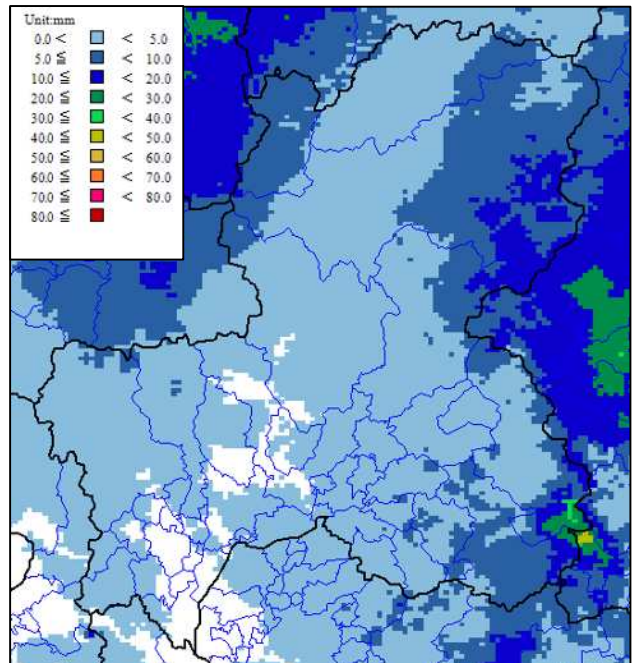 Unit:mm
0.0 < < 5.0
5.0 ≦ < 10.0
10.0 ≦ < 20.0
20.0 ≦ < 30.0
30.0 ≦ < 40.0
40.0 ≦ < 50.0
50.0 ≦ < 60.0
60.0 ≦ < 70.0
70.0 ≦ < 80.0
80.0 ≦